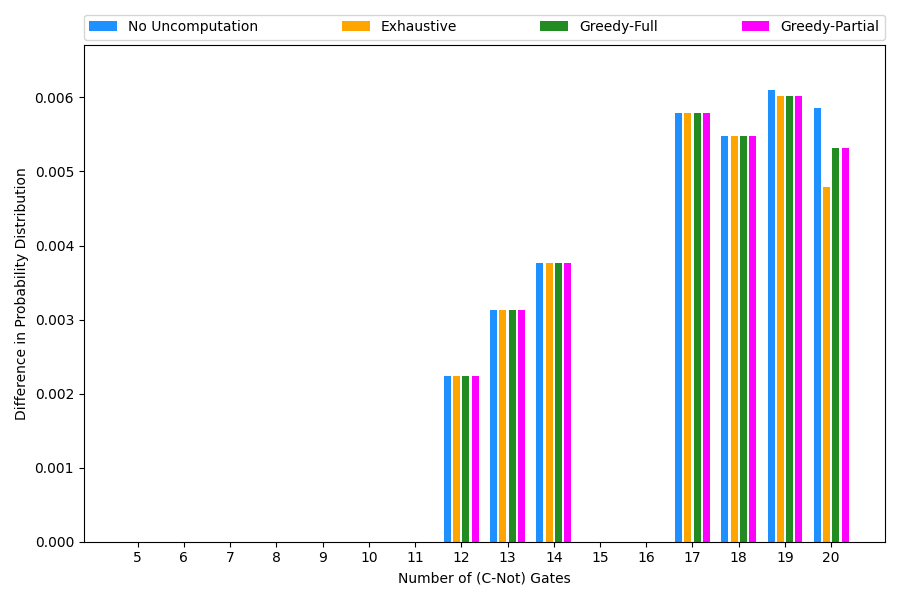 No Uncomputation Exhaustive Greedy-Full Greedy-Partial
0.006
0.005
0.004
0.003
0.002
0.001
0.000
Difference in Probability Distribution
5 6 7 8 9 10 11 12 13 14 15 16 17 18 19 20
Number of (C-Not) Gates